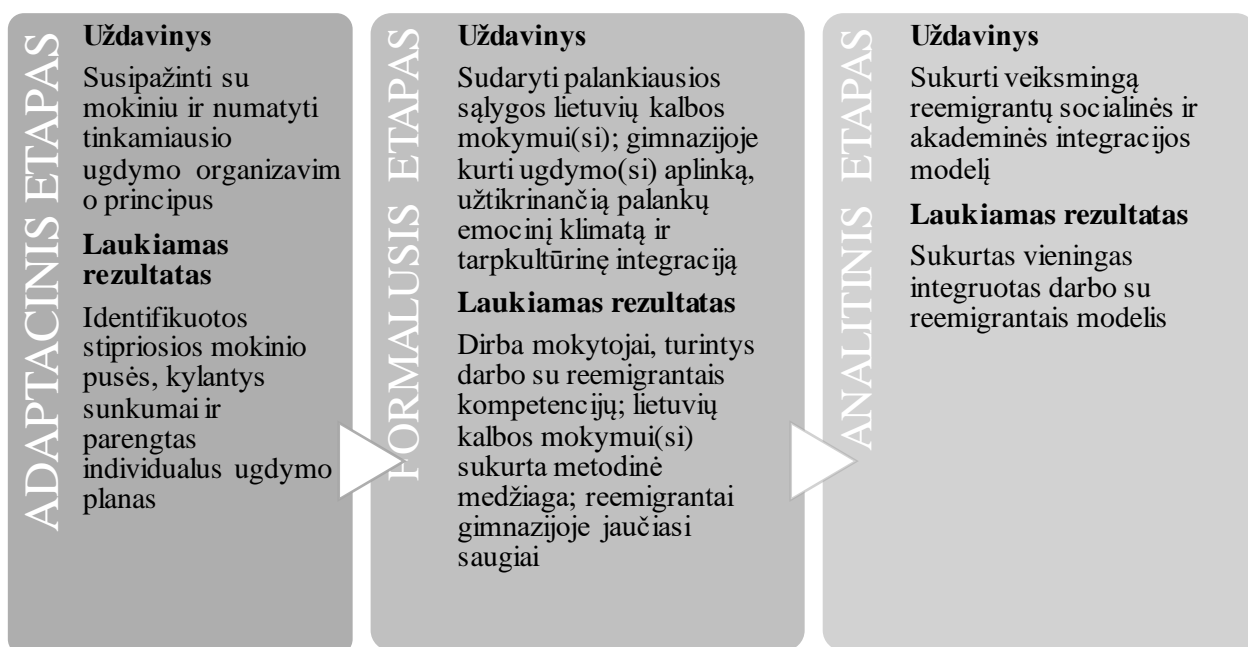 ADAPTACINIS ETAPAS
Uždavinys
Susipažinti su
mokiniu ir numatyti
tinkamiausio
ugdymo organizavim
o principus
Laukiamas
rezultatas
Identifikuotos
stipriosios mokinio
pusės, kylantys
sunkumai ir
parengtas
individualus ugdymo
planas
FORMALUSIS ETAPAS
Uždavinys
Sudaryti palankiausios
sąlygos lietuvių kalbos
mokymui(si); gimnazijoje
kurti ugdymo(si) aplinką,
užtikrinančią palankų
emocinį klimatą ir
tarpkultūrinę integraciją
Laukiamas rezultatas
Dirba mokytojai, turintys
darbo su reemigrantais
kompetencijų; lietuvių
kalbos mokymui(si)
sukurta metodinė
medžiaga; reemigrantai
gimnazijoje jaučiasi
saugiai
ANALITINIS ETAPAS
Uždavinys
Sukurti veiksmingą
reemigrantų socialinės ir
akademinės integracijos
modelį
Laukiamas rezultatas
Sukurtas vieningas
integruotas darbo su
reemigrantais modelis